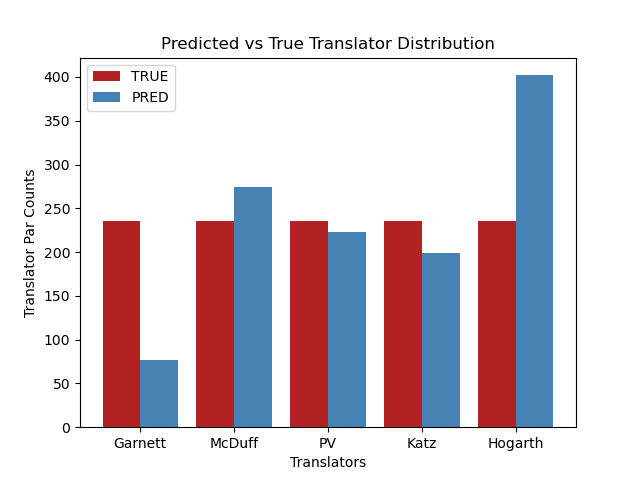 Predicted vs True Translator Distribution
TRUE
PRED
Translator Par Counts
400
350
300
250
200
150
100
50
0
Garnett McDuff PV Katz Hogarth
Translators